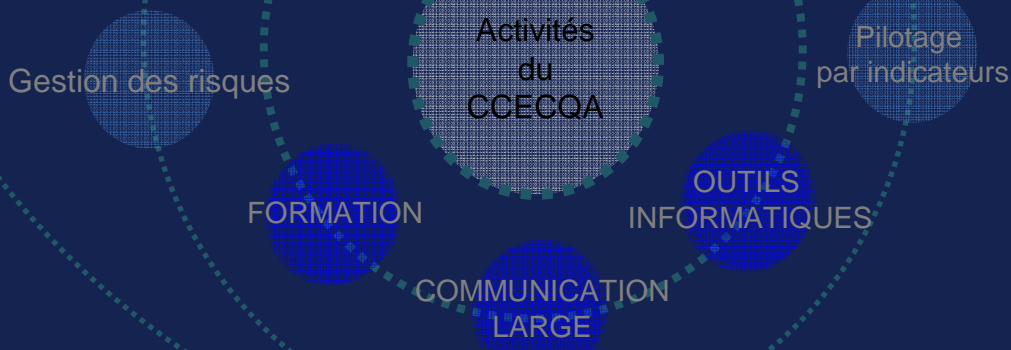 Activités
du
CCECQA
Gestion des risques
Pilotage
par indicateurs
FORMATION
OUTILS
INFORMATIQUES
COMMUNICATION
LARGE